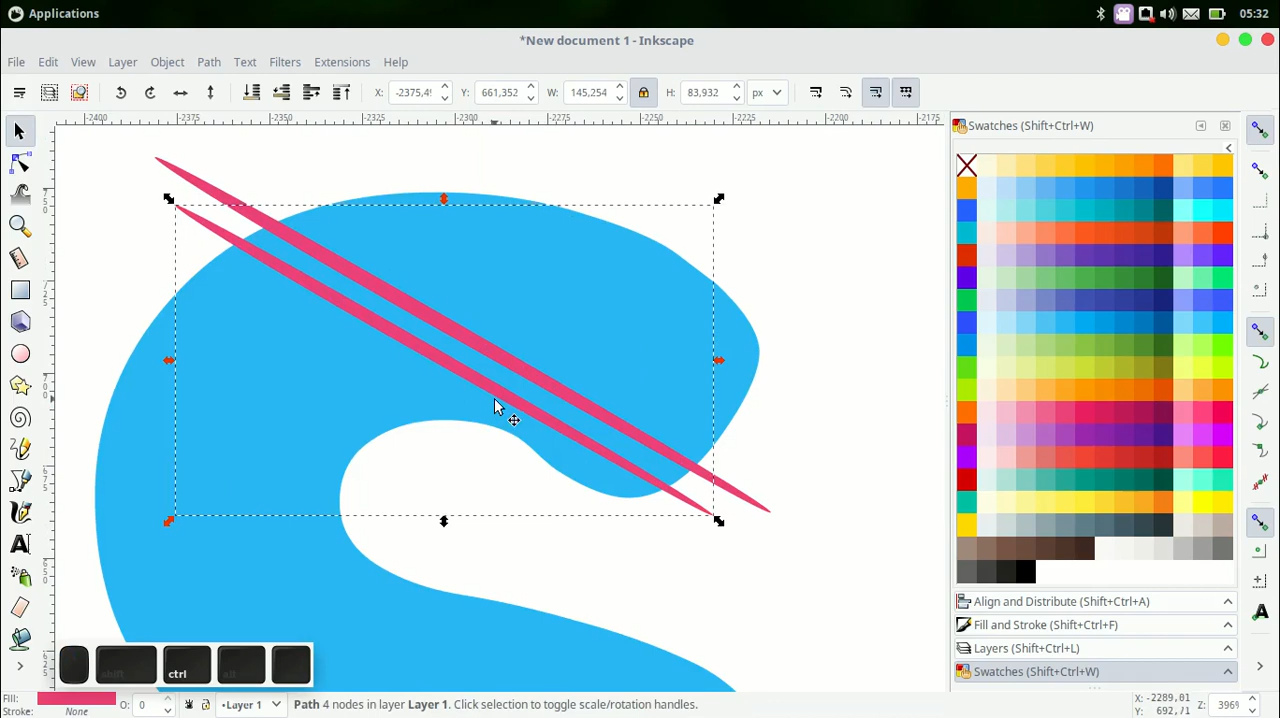 Applications
05:32
*New document 1 - Inkscape
File Edit View Layer Object Path Text Filters Extensions Help
X: -2375,4 Y: 661,352 W: 145,254 H: 83,932 px
-2400 -2375 -2350 -2325 -2300 -2275 -2250 -2225 -2200 -2175
Swatches (Shift+Ctrl+W)
Align and Distribute (Shift+Ctrl+A)
Fill and Stroke (Shift+Ctrl+F)
Layers (Shift+Ctrl+L)
Swatches (Shift+Ctrl+W)
shift ctrl alt
Fill:
Stroke: None
O: 0
•Layer 1
Path 4 nodes in layer Layer 1. Click selection to toggle scale/rotation handles.
X: -2289,01
Y: 692,71
Z: 396%